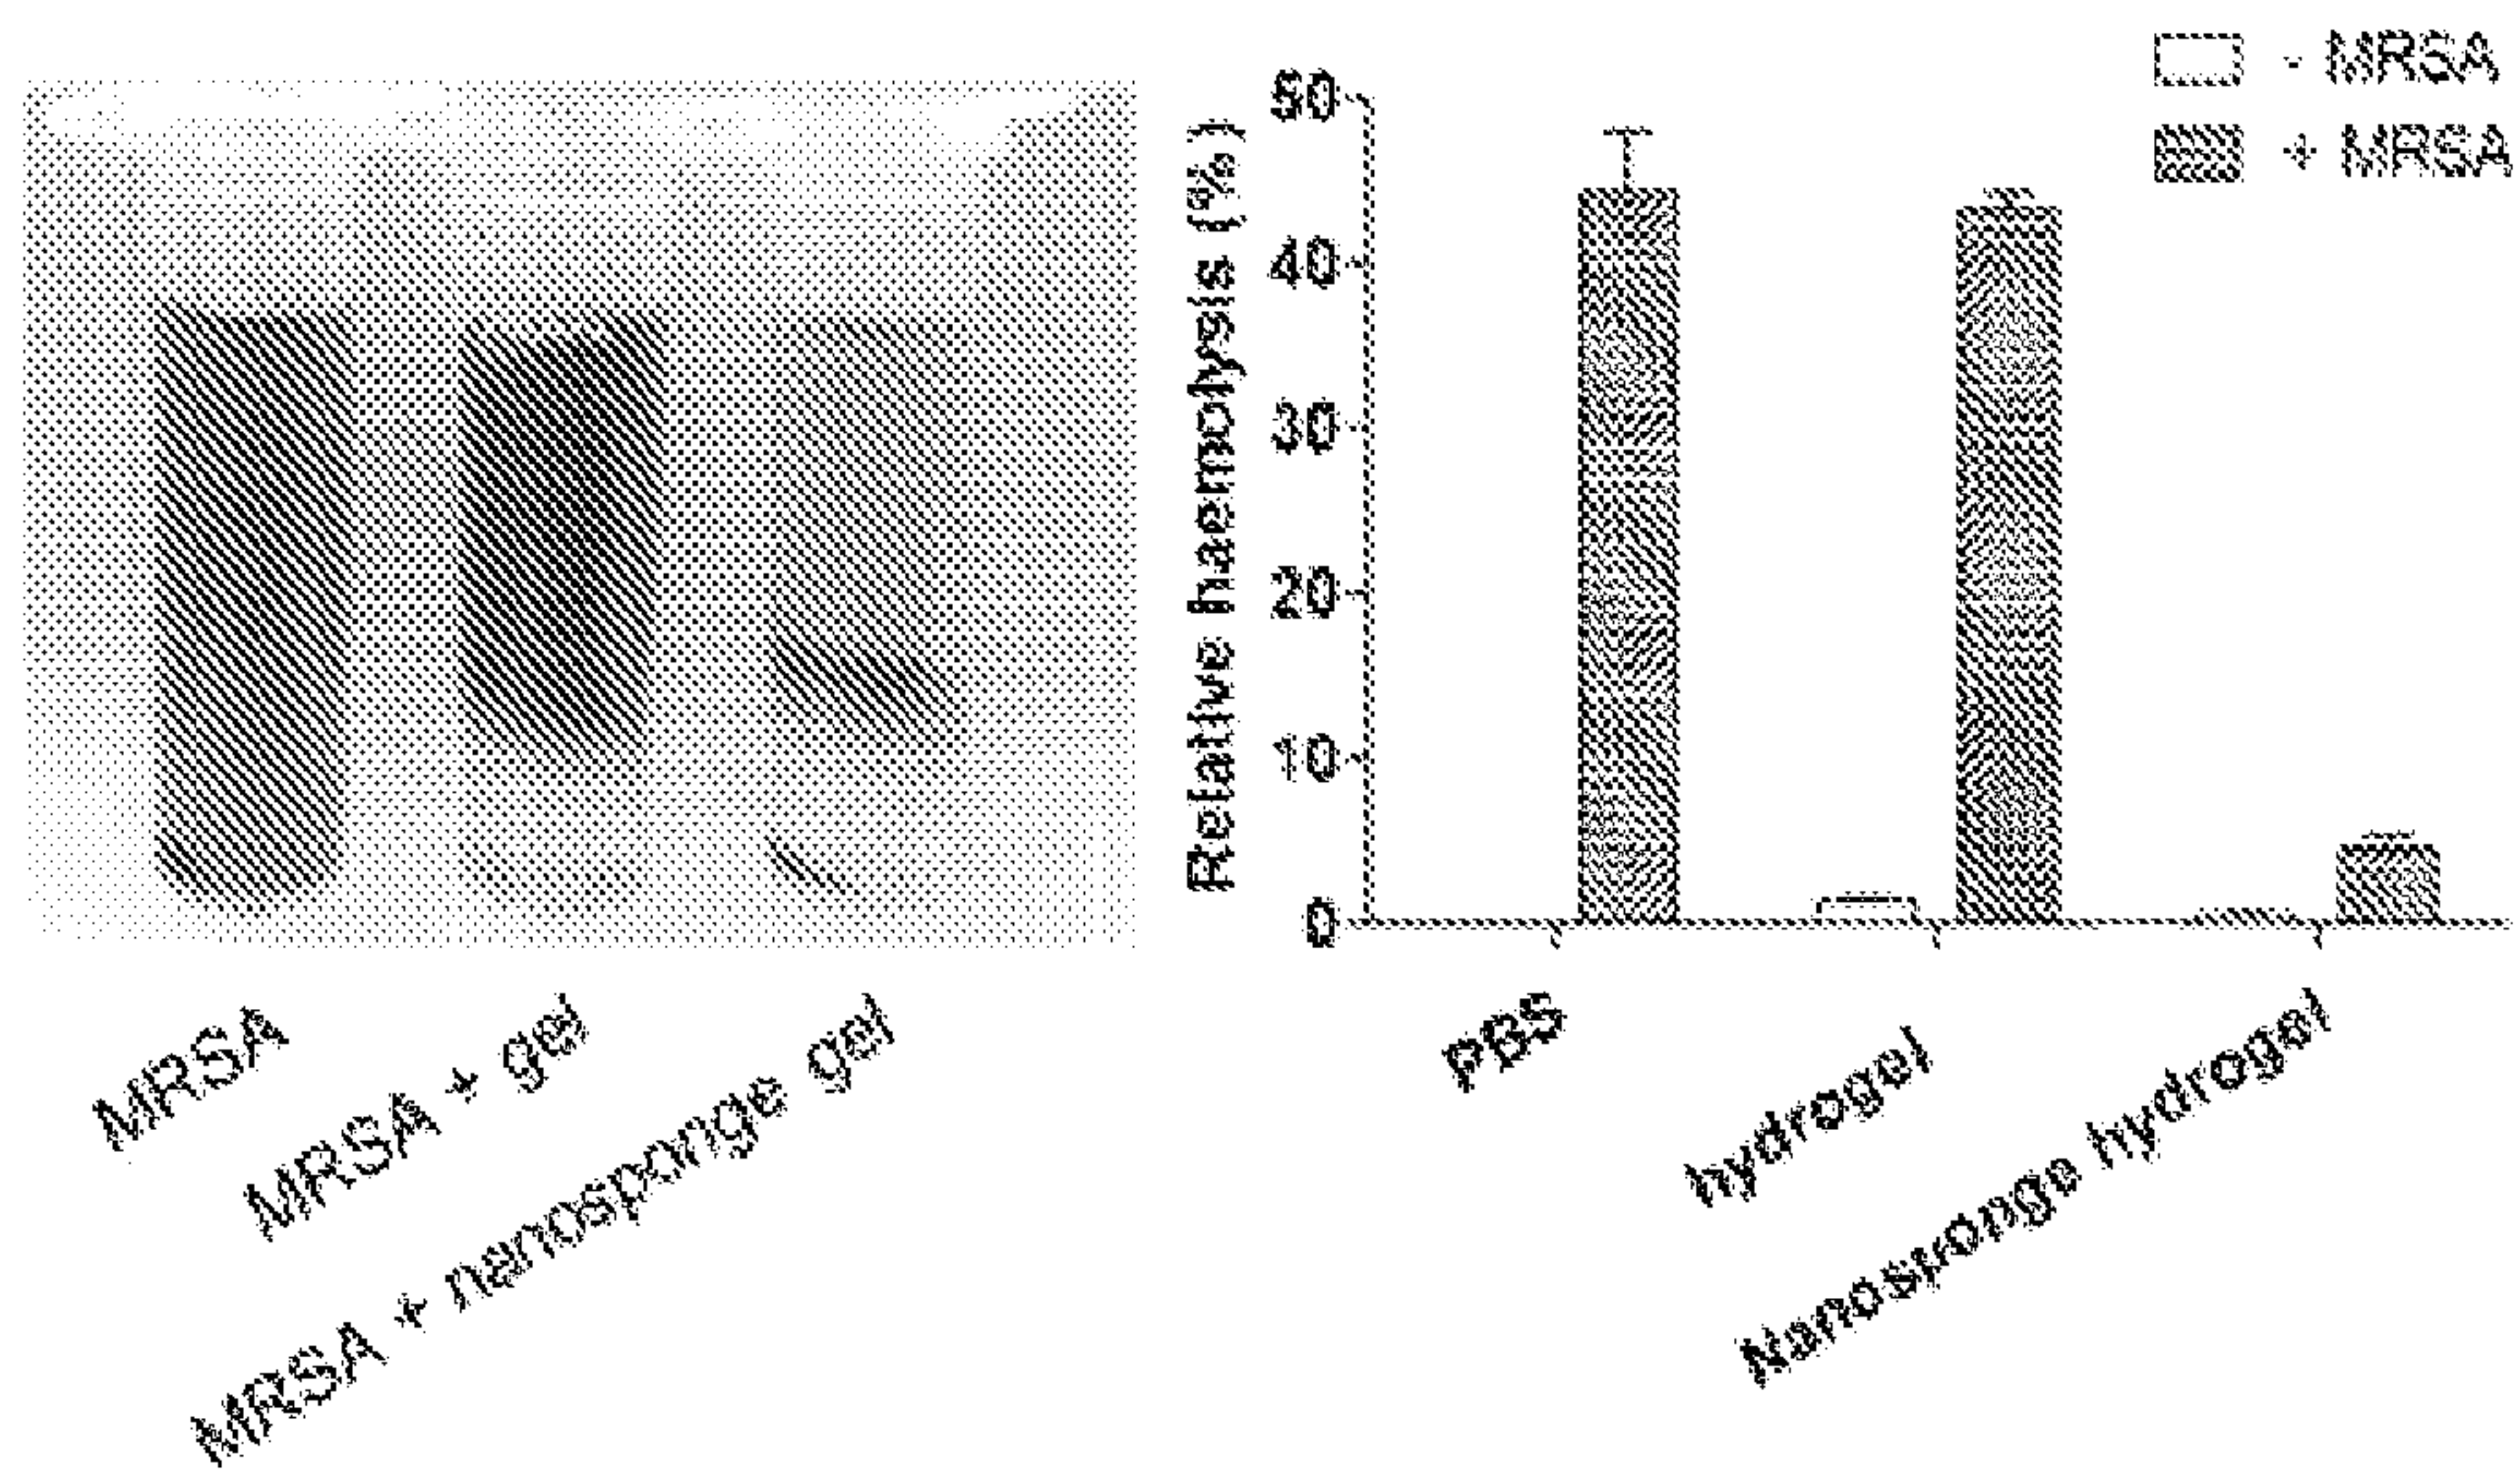 - MRSA
+ MRSA
Relative haemolysis (%)
50
40
30
20
10
0
MRSA
MRSA + gel
MRSA + nanosponge gel
PBS
hydrogel
Nanosponge hydrogel